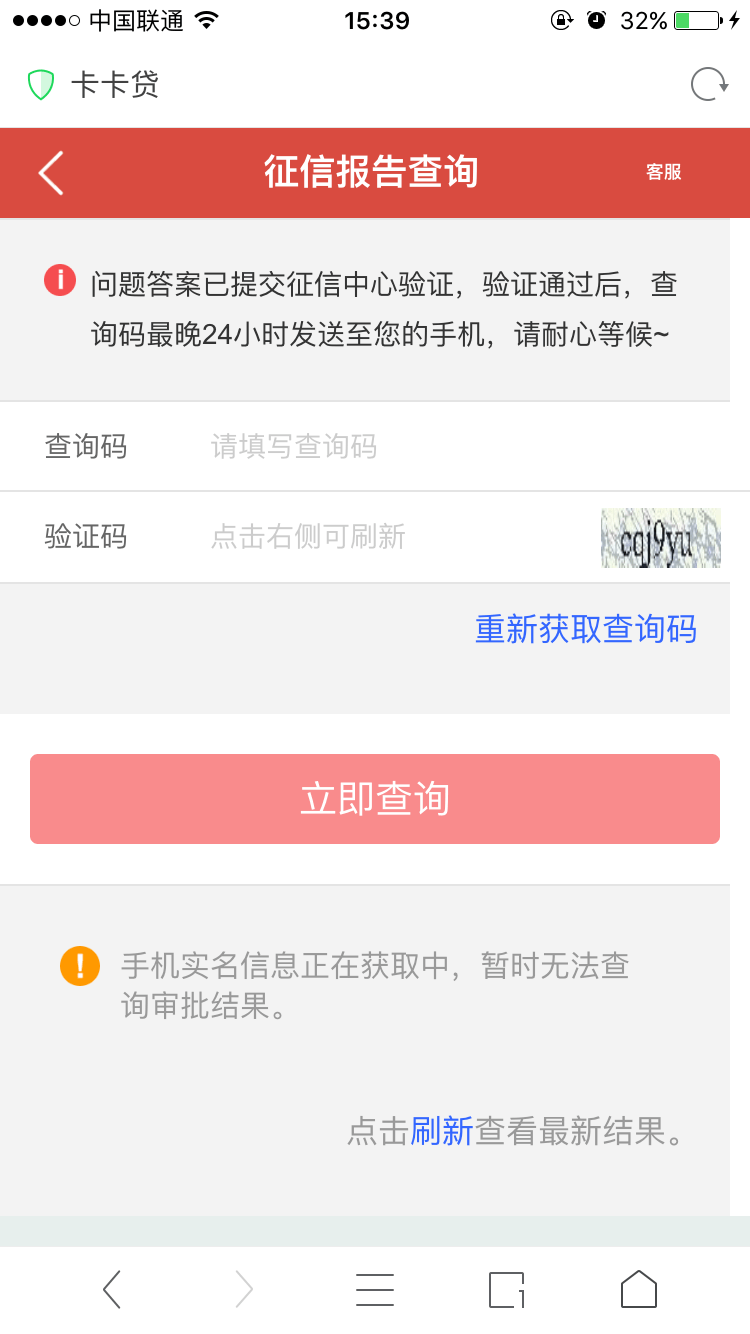 中国联通 15:39 32%
卡卡贷
征信报告查询 客服
问题答案已提交征信中心验证，验证通过后，查
询码最晚24小时发送至您的手机，请耐心等候~
查询码 请填写查询码
验证码 点击右侧可刷新 cqj9yu
重新获取查询码
立即查询
手机实名信息正在获取中，暂时无法查
询审批结果。
点击刷新查看最新结果。